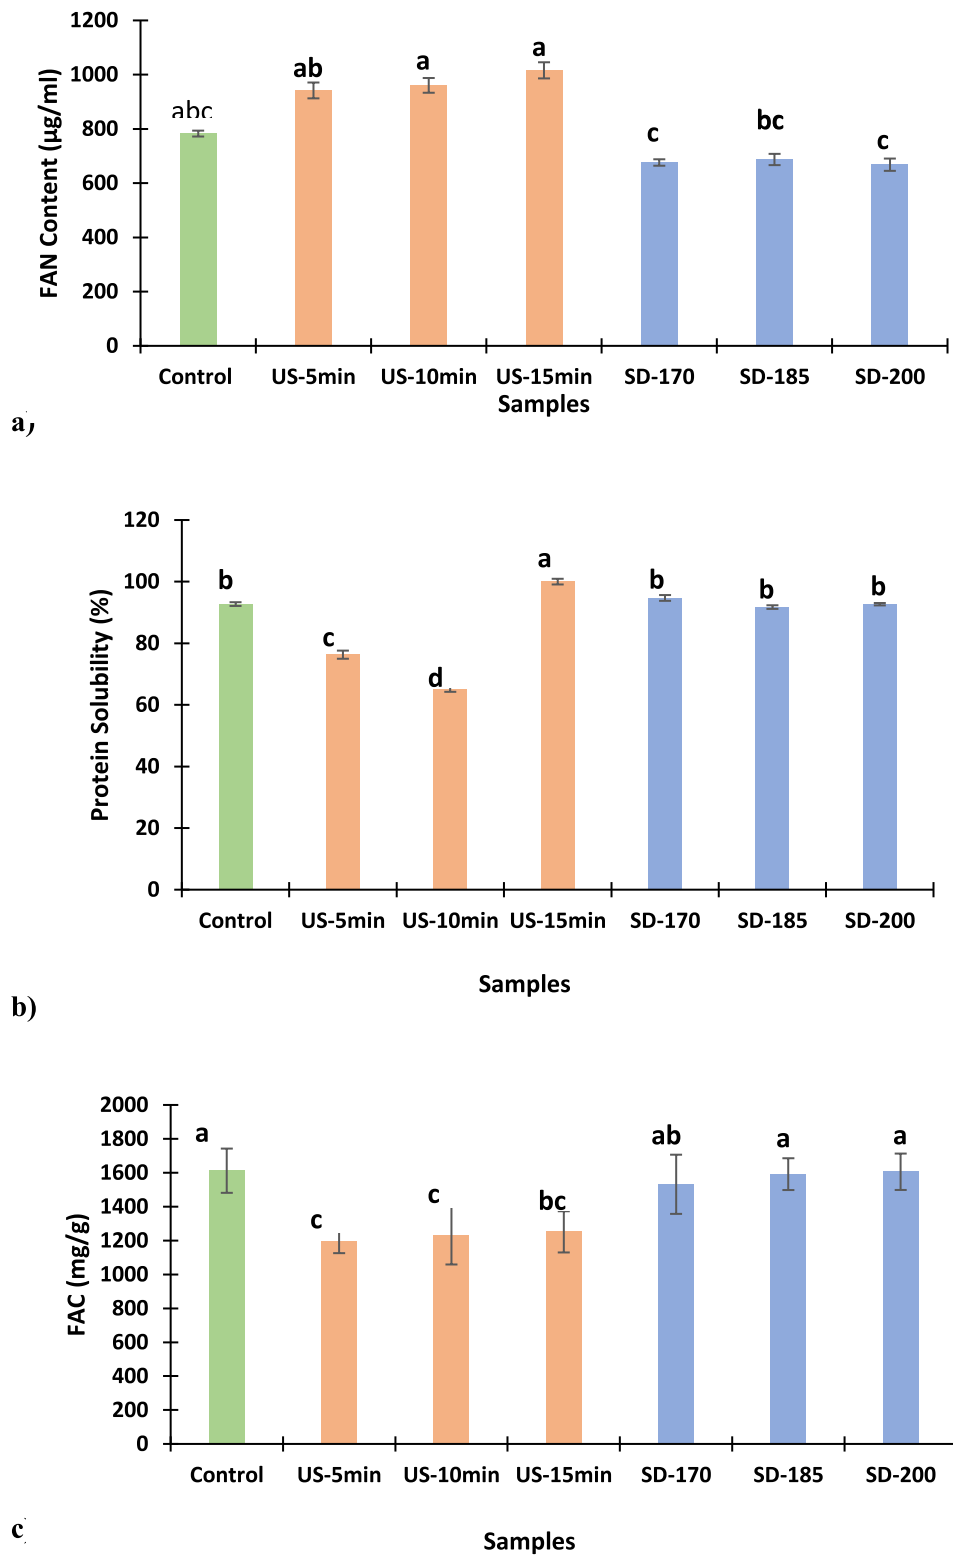 1200
1000
800
600
400
200
0
FAN Content (µg/ml)
abc
ab
a
a
c
bc
c
Control US-5min US-10min US-15min SD-170 SD-185 SD-200
Samples
a)
120
100
80
60
40
20
0
Protein Solubility (%)
b
c
d
a
b
b
b
Control US-5min US-10min US-15min SD-170 SD-185 SD-200
Samples
b)
2000
1800
1600
1400
1200
1000
800
600
400
200
0
FAC (mg/g)
a
c
c
bc
ab
a
a
Control US-5min US-10min US-15min SD-170 SD-185 SD-200
Samples
c)